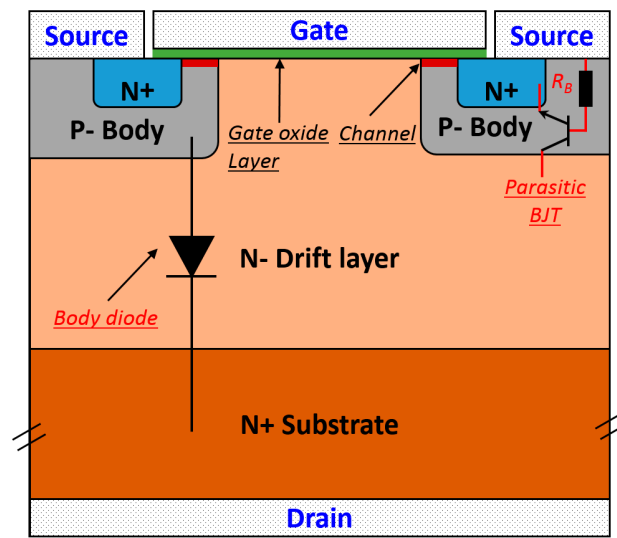 Source
Gate
Source
N+
N+
R_B
P- Body
Gate oxide
Layer
Channel
P- Body
Parasitic
BJT
N- Drift layer
Body diode
N+ Substrate
Drain